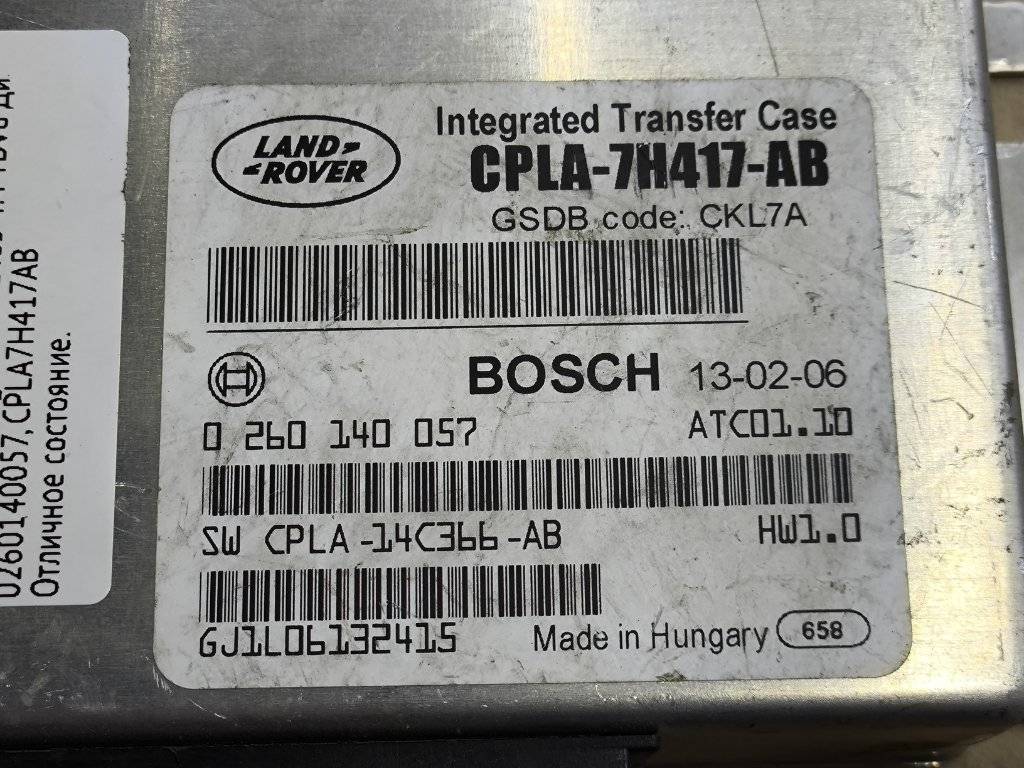 LAND
ROVER
Integrated Transfer Case
CPLA-7H417-AB
GSDB code: CKL7A
BOSCH 13-02-06
0 260 140 057 ATC01.10
SW CPLA-14C366-AB HW1.0
GJ1L06132415 Made in Hungary 658
0260140057, CPLA7H417AB
Отличное состояние.